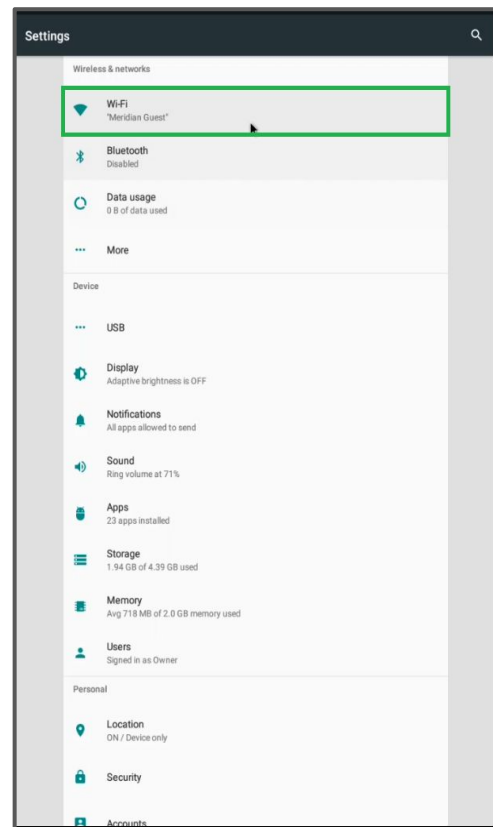 Settings
Wireless & networks
Wi-Fi
"Meridian Guest"
Bluetooth
Disabled
Data usage
0 B of data used
More
Device
USB
Display
Adaptive brightness is OFF
Notifications
All apps allowed to send
Sound
Ring volume at 71%
Apps
23 apps installed
Storage
1.94 GB of 4.39 GB used
Memory
Avg 718 MB of 2.0 GB memory used
Users
Signed in as Owner
Personal
Location
ON / Device only
Security
Accounts